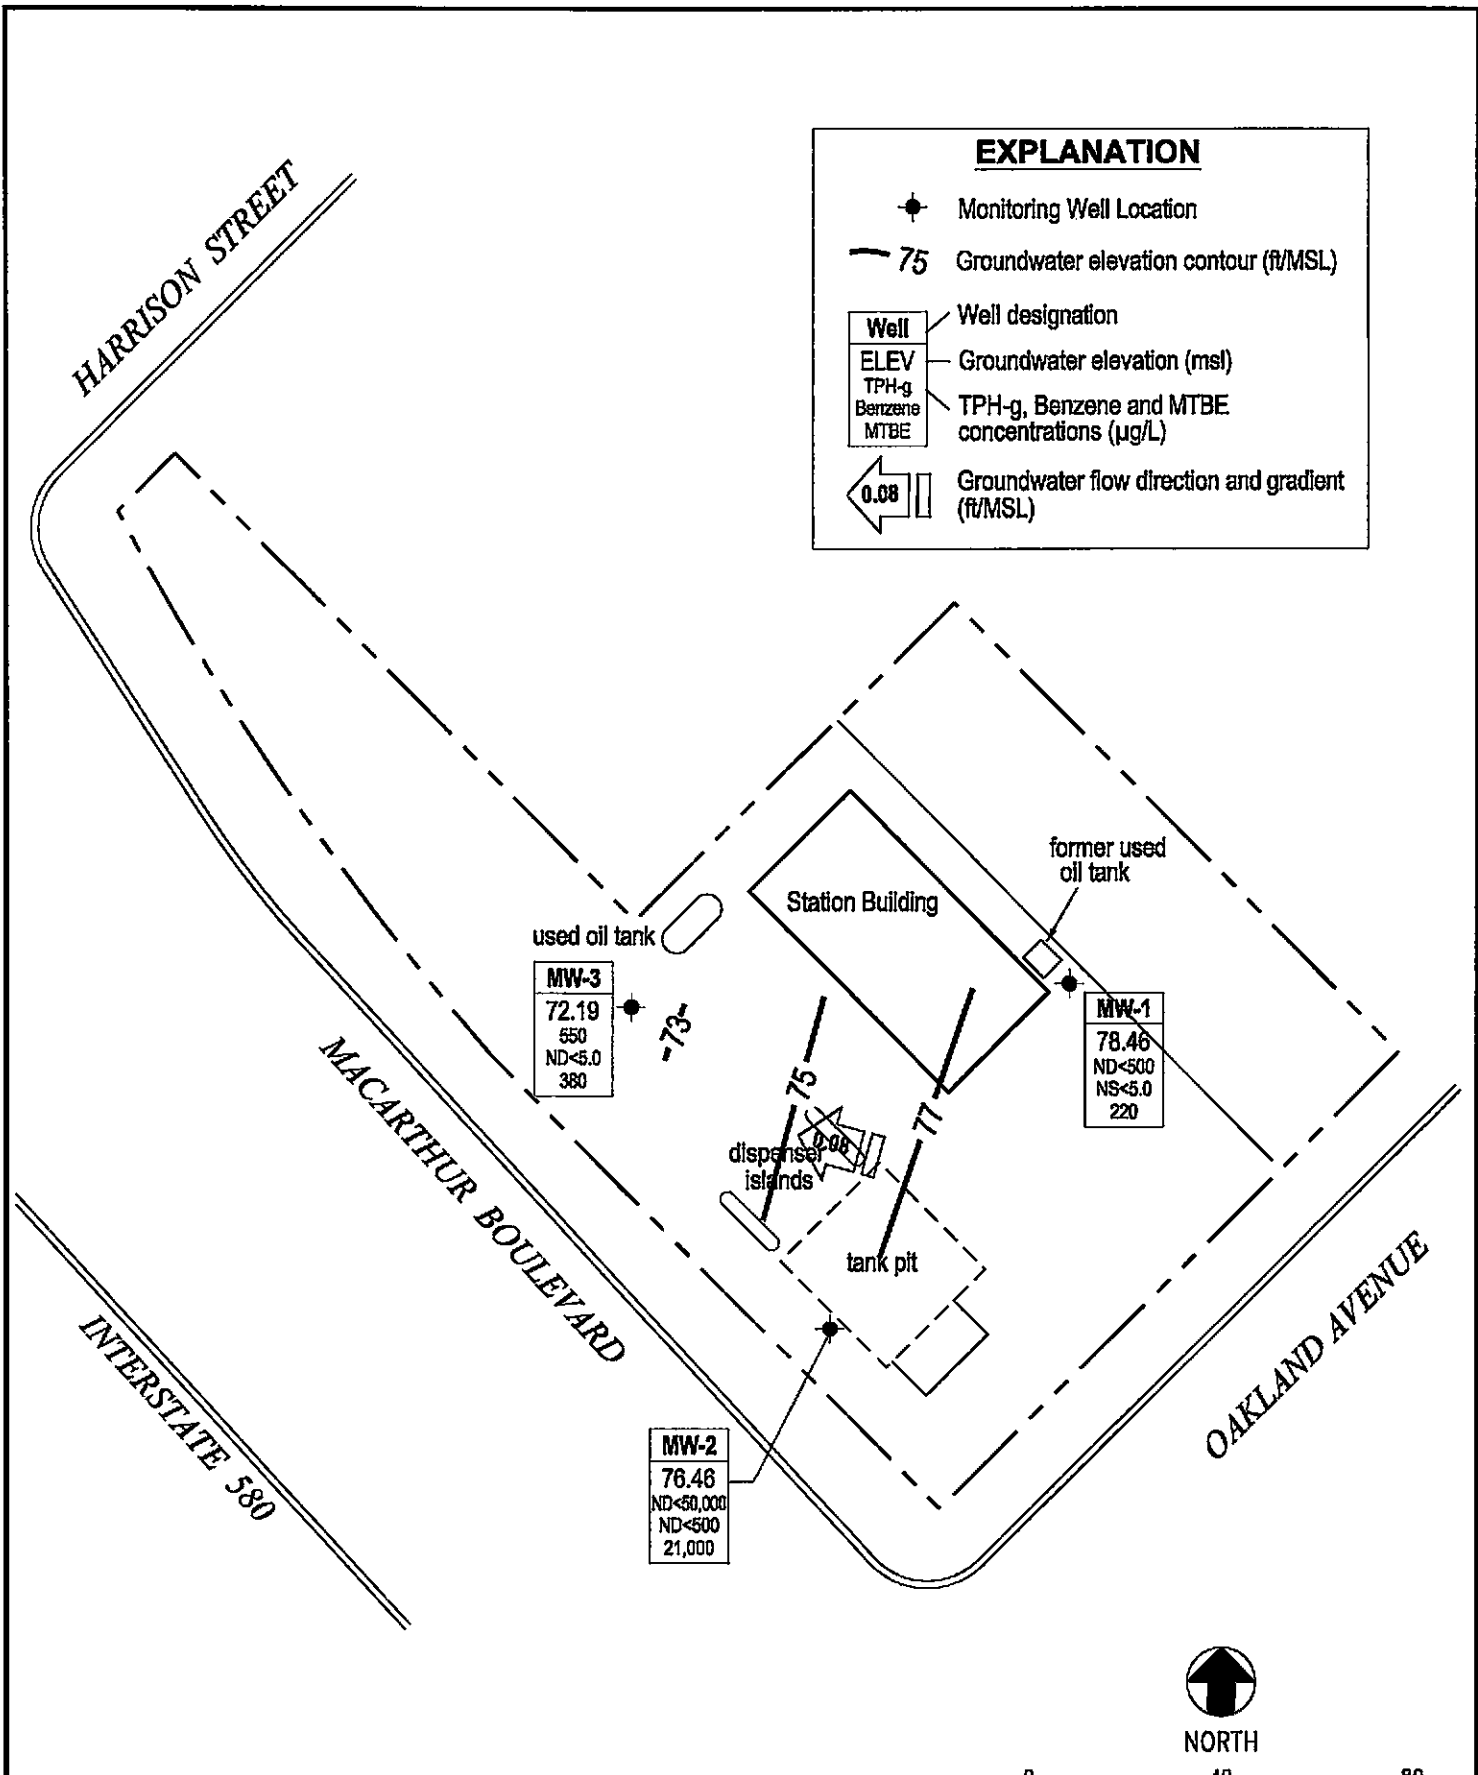 EXPLANATION
Monitoring Well Location
75 Groundwater elevation contour (ft/MSL)
Well
Well designation
ELEV
Groundwater elevation (msl)
TPH-g
Benzene
MTBE
TPH-g, Benzene and MTBE
concentrations (µg/L)
0.08
Groundwater flow direction and gradient
(ft/MSL)
HARRISON STREET
former used
oil tank
Station Building
used oil tank
MW-3
72.19
550
ND<5.0
380
73
75
77
MW-1
78.46
ND<500
NS<5.0
220
0.08
dispenser
islands
tank pit
MACARTHUR BOULEVARD
INTERSTATE 580
OAKLAND AVENUE
MW-2
76.46
ND<50,000
ND<500
21,000
NORTH